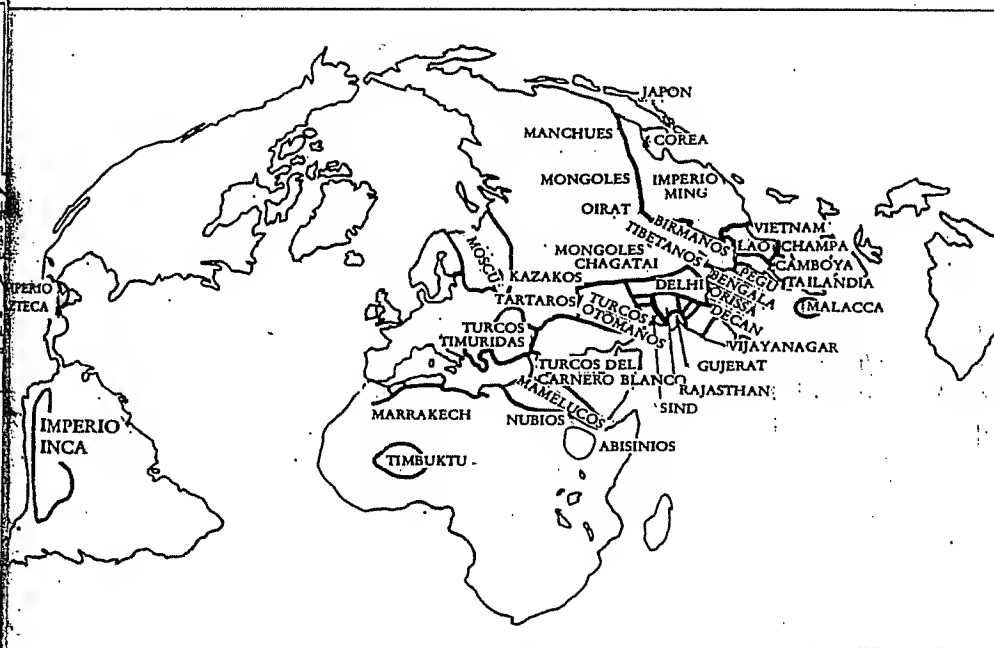 JAPON
MANCHUES
COREA
MONGOLES
IMPERIO
MING
OIRAT
BIRMANOS
TIBETANOS
VIETNAM
LAO
CHAMPA
MOSCU
MONGOLES
CHAGATAI
CAMBOYA
PEGU
KAZAKOS
DELHI
BENGALA
TAILANDIA
TARTAROS
ORISSA
TURCOS
OTOMANOS
DECAN
MALACCA
TURCOS
TIMURIDAS
VIJAYANAGAR
TURCOS DEL
CARNERO BLANCO
GUJERAT
RAJASTHAN
MAMELUCOS
SIND
MARRAKECH
NUBIOS
ABISINIOS
IMPERIO
INCA
TIMBUKTU